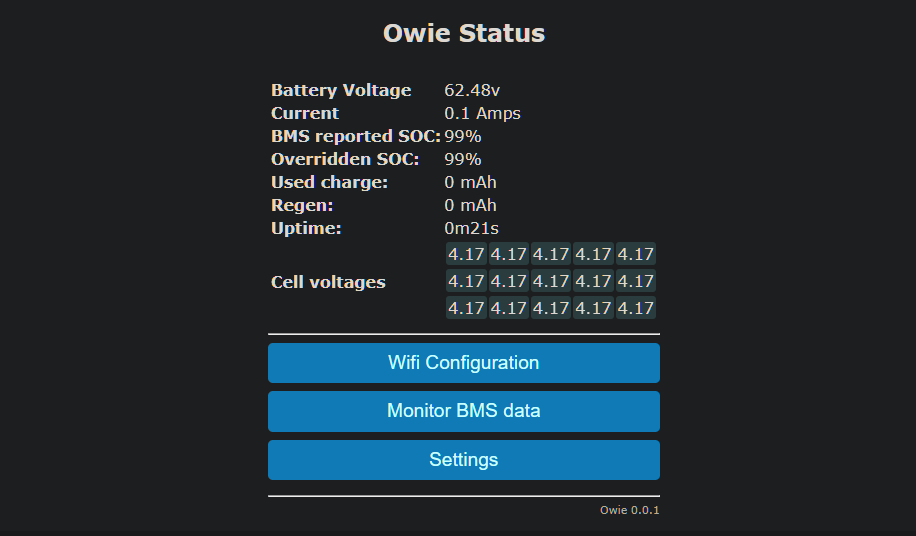 Owie Status
Battery Voltage 62.48v
Current 0.1 Amps
BMS reported SOC: 99%
Overridden SOC: 99%
Used charge: 0 mAh
Regen: 0 mAh
Uptime: 0m21s
4.17 4.17 4.17 4.17 4.17
Cell voltages 4.17 4.17 4.17 4.17 4.17
4.17 4.17 4.17 4.17 4.17
Wifi Configuration
Monitor BMS data
Settings
Owie 0.0.1